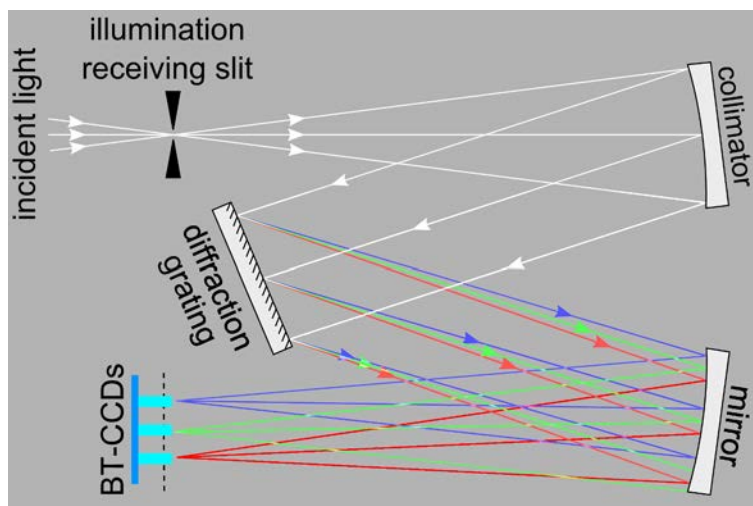 illumination
receiving slit
incident light
collimator
diffraction
grating
BT-CCDs
mirror